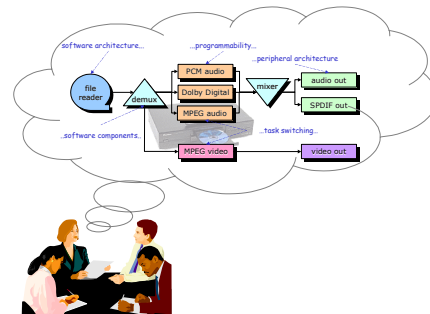 software architecture...
...programmability...
...peripheral architecture
file
reader
demux
PCM audio
Dolby Digital
MPEG audio
mixer
audio out
SPDIF out
...software components..
...task switching...
MPEG video
video out